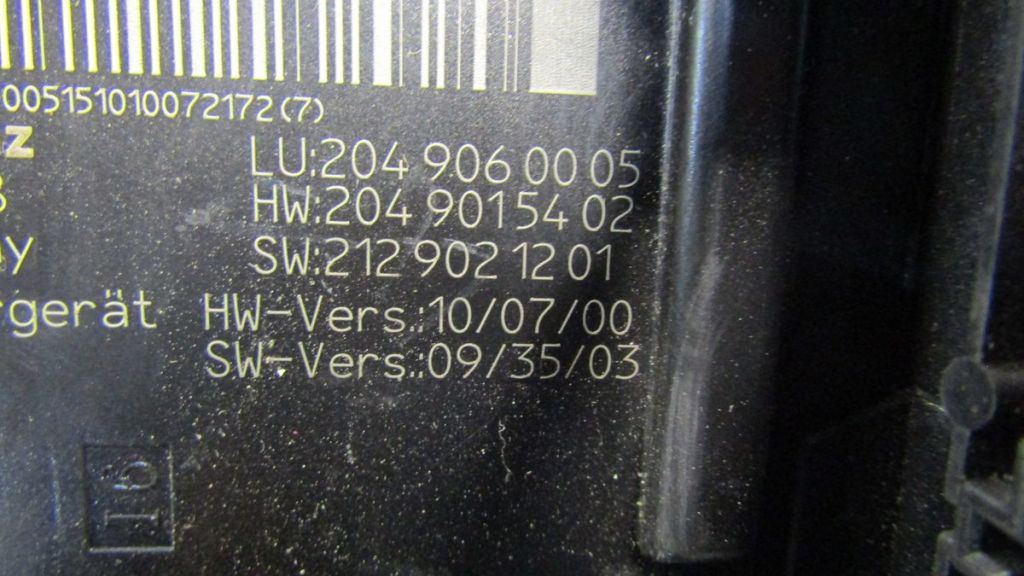 005151010072172(7)
z LU:204 906 00 05
HW:204 901 54 02
y SW:212 902 12 01
rgerät HW-Vers.:10/07/00
SW-Vers.:09/35/03